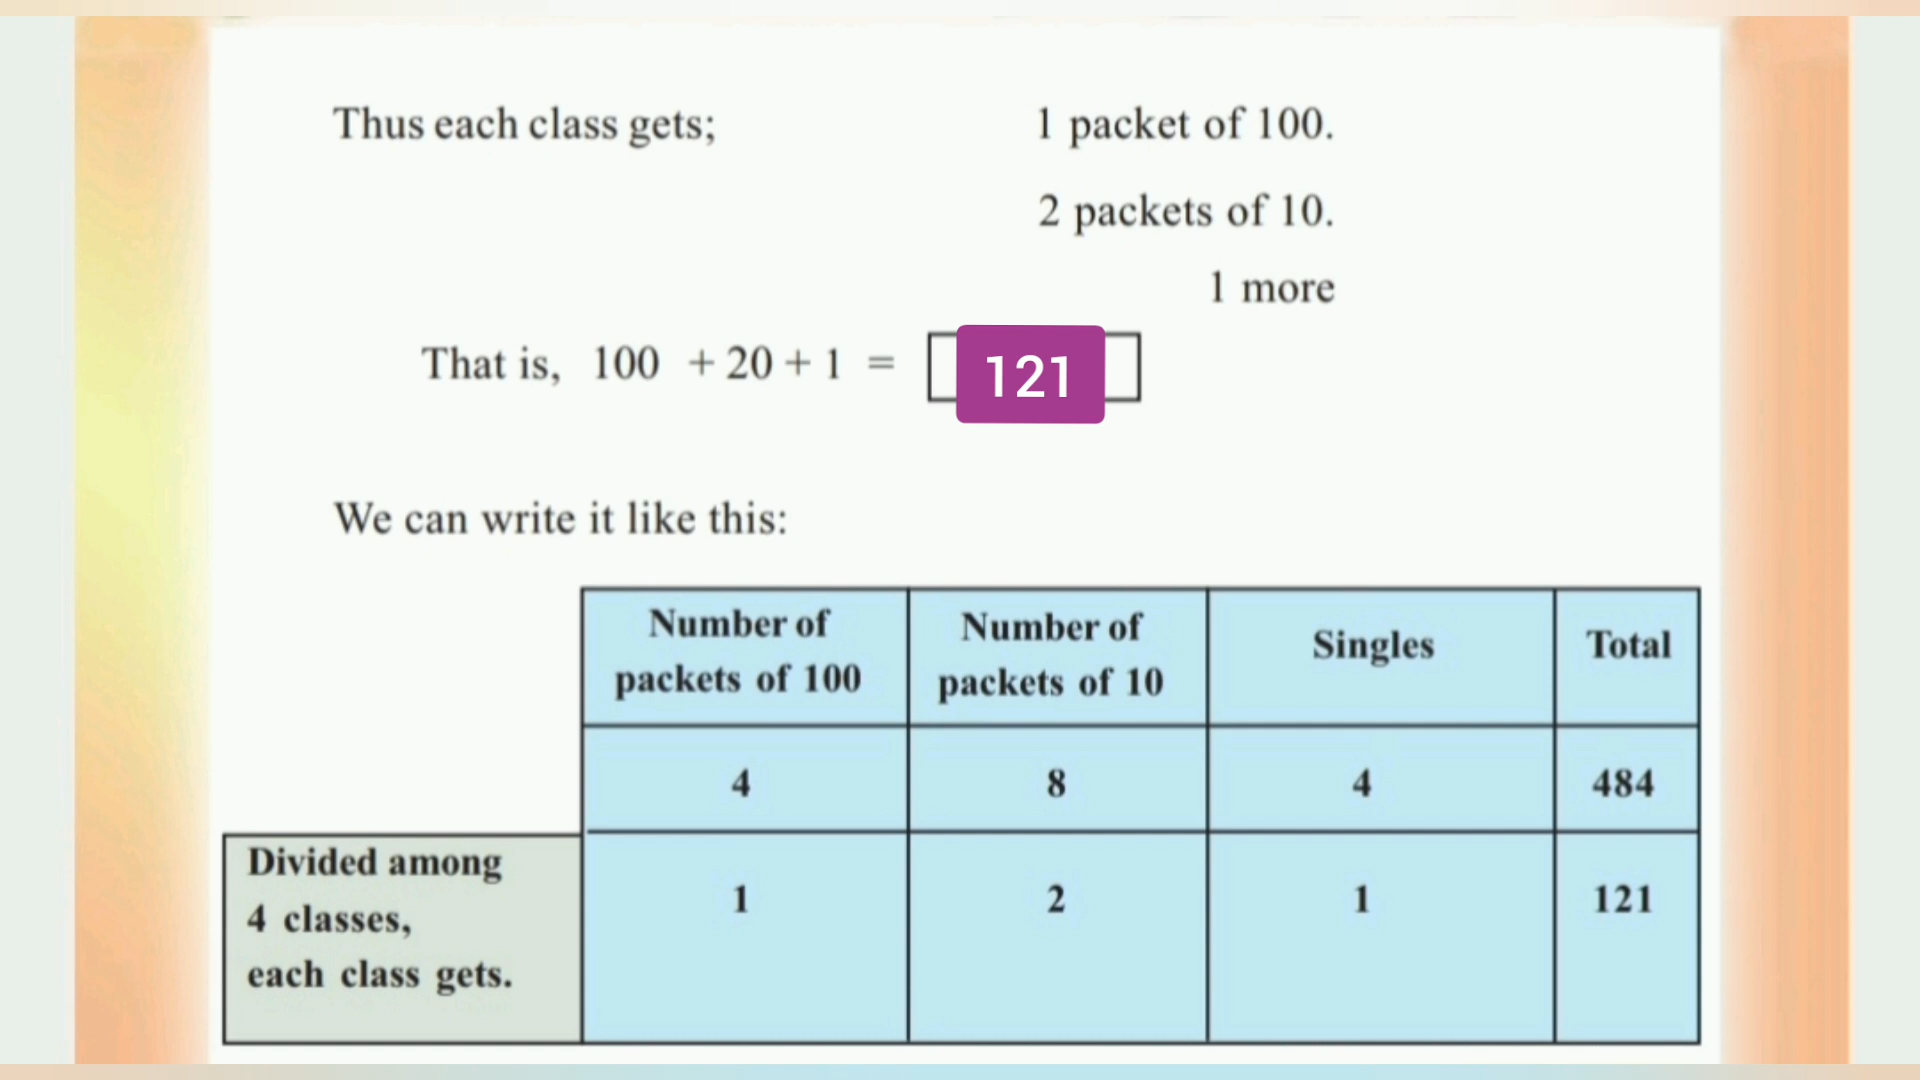 Thus each class gets; 1 packet of 100.
2 packets of 10.
1 more
That is, 100 + 20 + 1 = 121
We can write it like this:
Number of packets of 100 Number of packets of 10 Singles Total
4 8 4 484
Divided among 4 classes, each class gets. 1 2 1 121